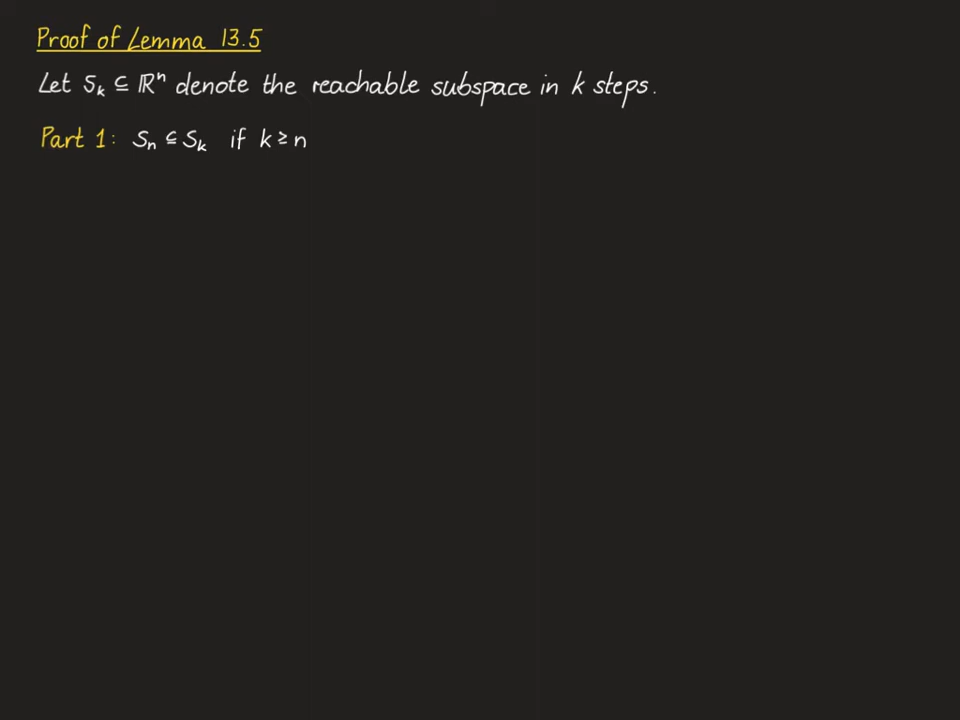 Proof of Lemma 13.5
Let Sₖ ⊆ ℝⁿ denote the reachable subspace in k steps.
Part 1: Sₙ ⊆ Sₖ if k ≥ n